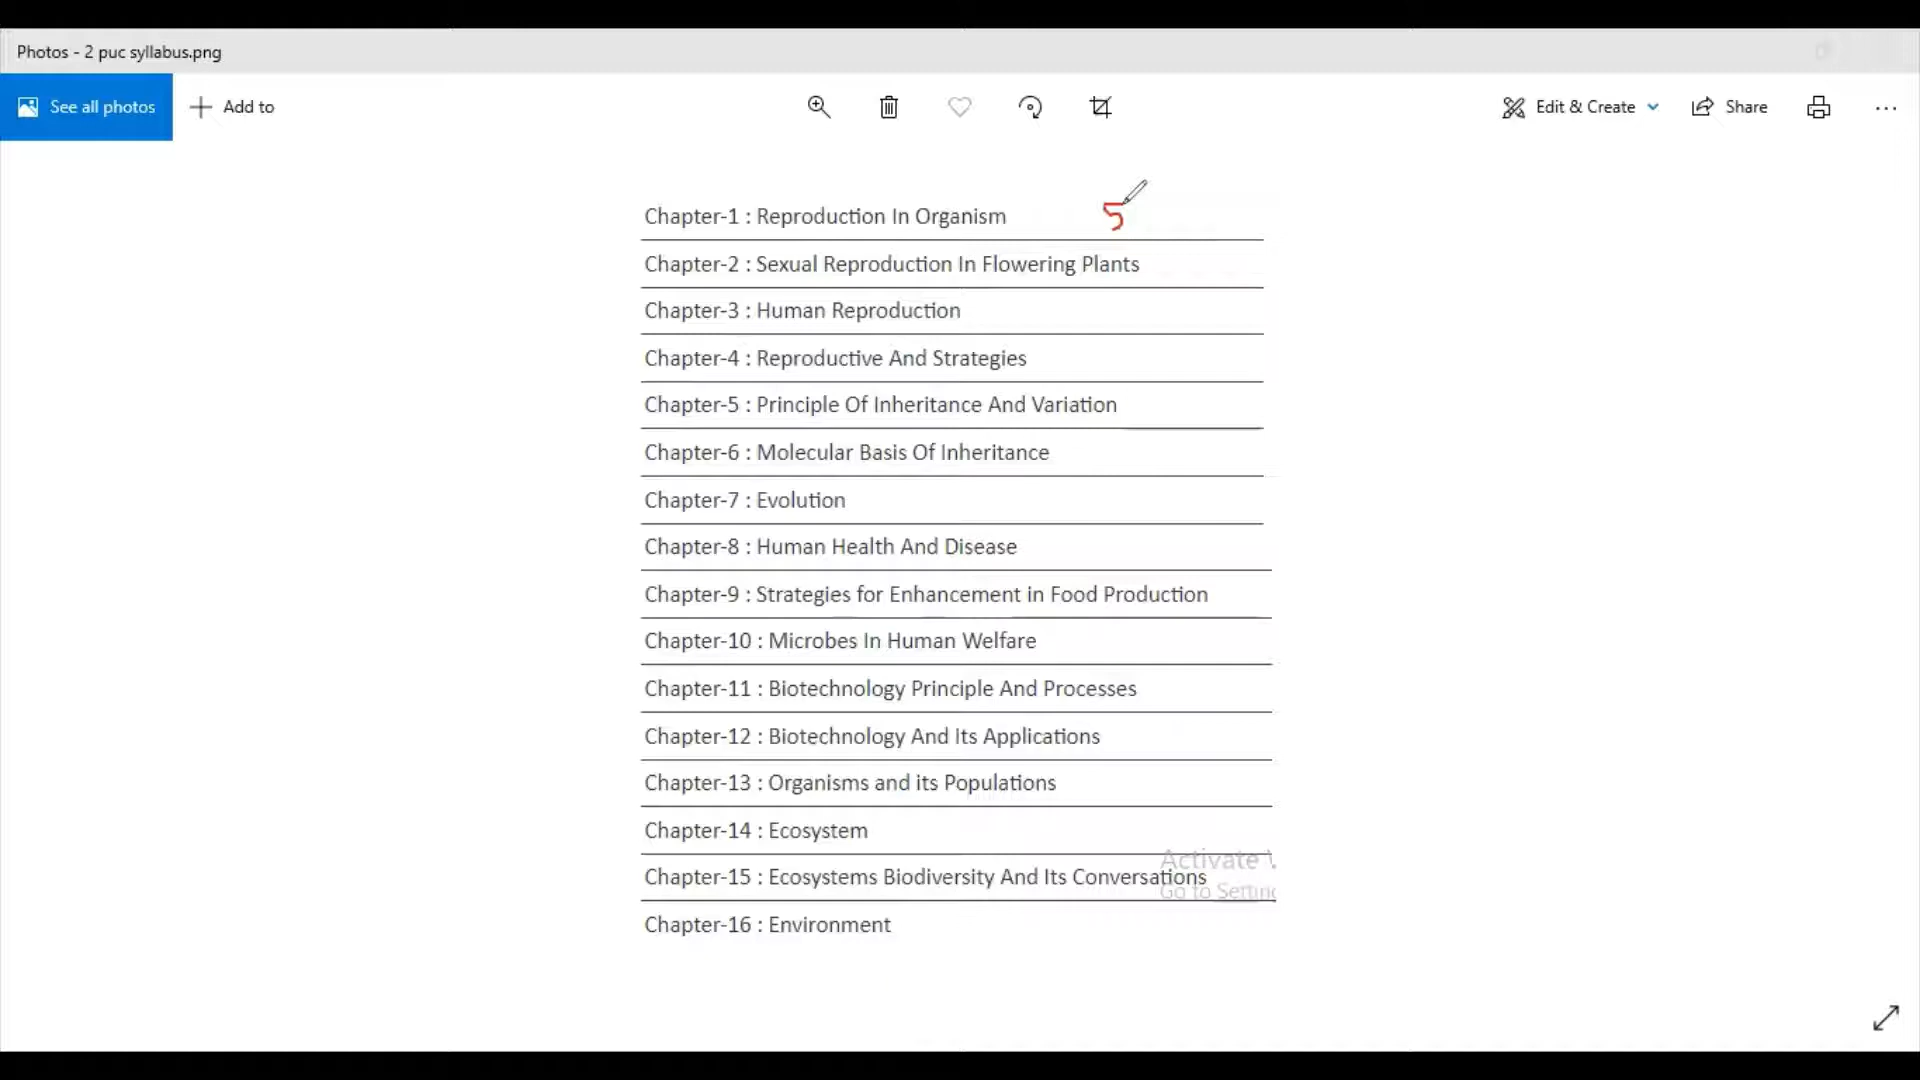 Photos - 2 puc syllabus.png
See all photos
Add to
Edit & Create
Share
Chapter-1 : Reproduction In Organism 5
Chapter-2 : Sexual Reproduction In Flowering Plants
Chapter-3 : Human Reproduction
Chapter-4 : Reproductive And Strategies
Chapter-5 : Principle Of Inheritance And Variation
Chapter-6 : Molecular Basis Of Inheritance
Chapter-7 : Evolution
Chapter-8 : Human Health And Disease
Chapter-9 : Strategies for Enhancement in Food Production
Chapter-10 : Microbes In Human Welfare
Chapter-11 : Biotechnology Principle And Processes
Chapter-12 : Biotechnology And Its Applications
Chapter-13 : Organisms and its Populations
Chapter-14 : Ecosystem
Activate
Chapter-15 : Ecosystems Biodiversity And Its Conversations
Go to
Chapter-16 : Environment